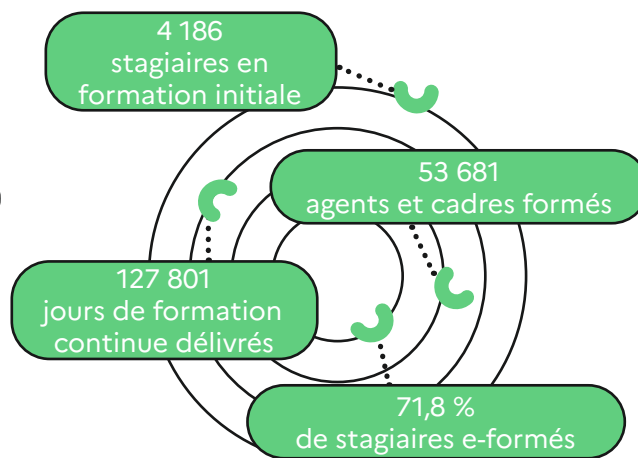 4 186
stagiaires en
formation initiale
53 681
agents et cadres formés
127 801
jours de formation
continue délivrés
71,8 %
de stagiaires e-formés